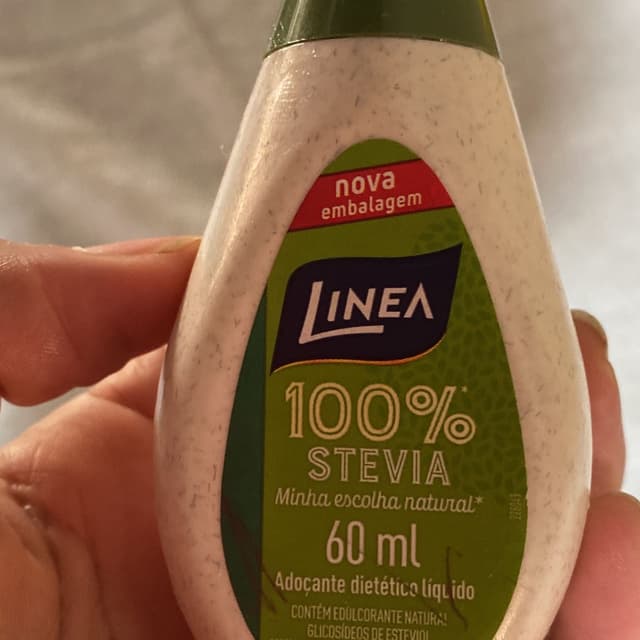 nova
embalagem
LINEA
100%*
STEVIA
Minha escolha natural*
60 ml
Adoçante dietético líquido
CONTÉM EDULCORANTE NATURAL
GLICOSÍDEOS DE ESTEVIOL